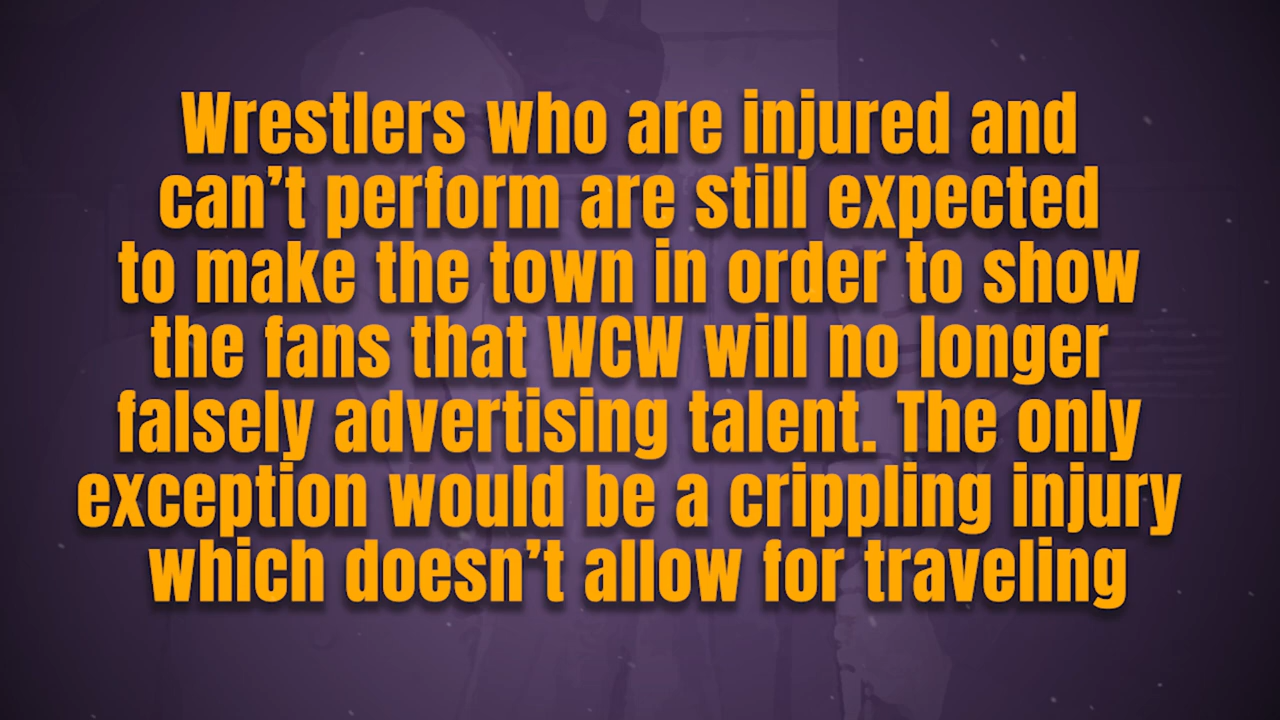 Wrestlers who are injured and
can’t perform are still expected
to make the town in order to show
the fans that WCW will no longer
falsely advertising talent. The only
exception would be a crippling injury
which doesn’t allow for traveling